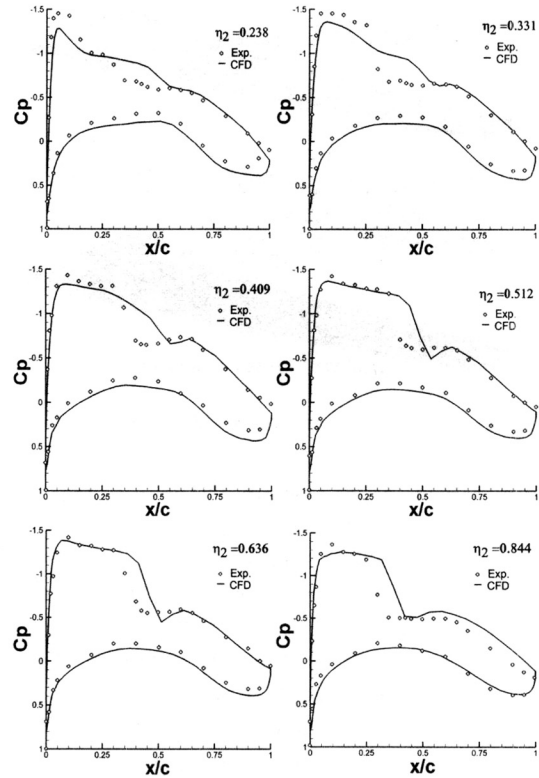 -1.5
-1
-0.5
0
0.5
1
Cp
η2 =0.238
Exp.
CFD
0
0.25
0.5
0.75
1
x/c
-1.5
-1
-0.5
0
0.5
1
η2 =0.331
Exp.
CFD
0
0.25
0.5
0.75
1
x/c
-1.5
-1
-0.5
0
0.5
1
Cp
η2 =0.409
Exp.
CFD
0
0.25
0.5
0.75
1
x/c
-1.5
-1
-0.5
0
0.5
1
η2 =0.512
Exp.
CFD
0
0.25
0.5
0.75
1
x/c
-1.5
-1
-0.5
0
0.5
1
Cp
η2 =0.636
Exp.
CFD
0
0.25
0.5
0.75
1
x/c
-1.5
-1
-0.5
0
0.5
1
η2 =0.844
Exp.
CFD
0
0.25
0.5
0.75
1
x/c